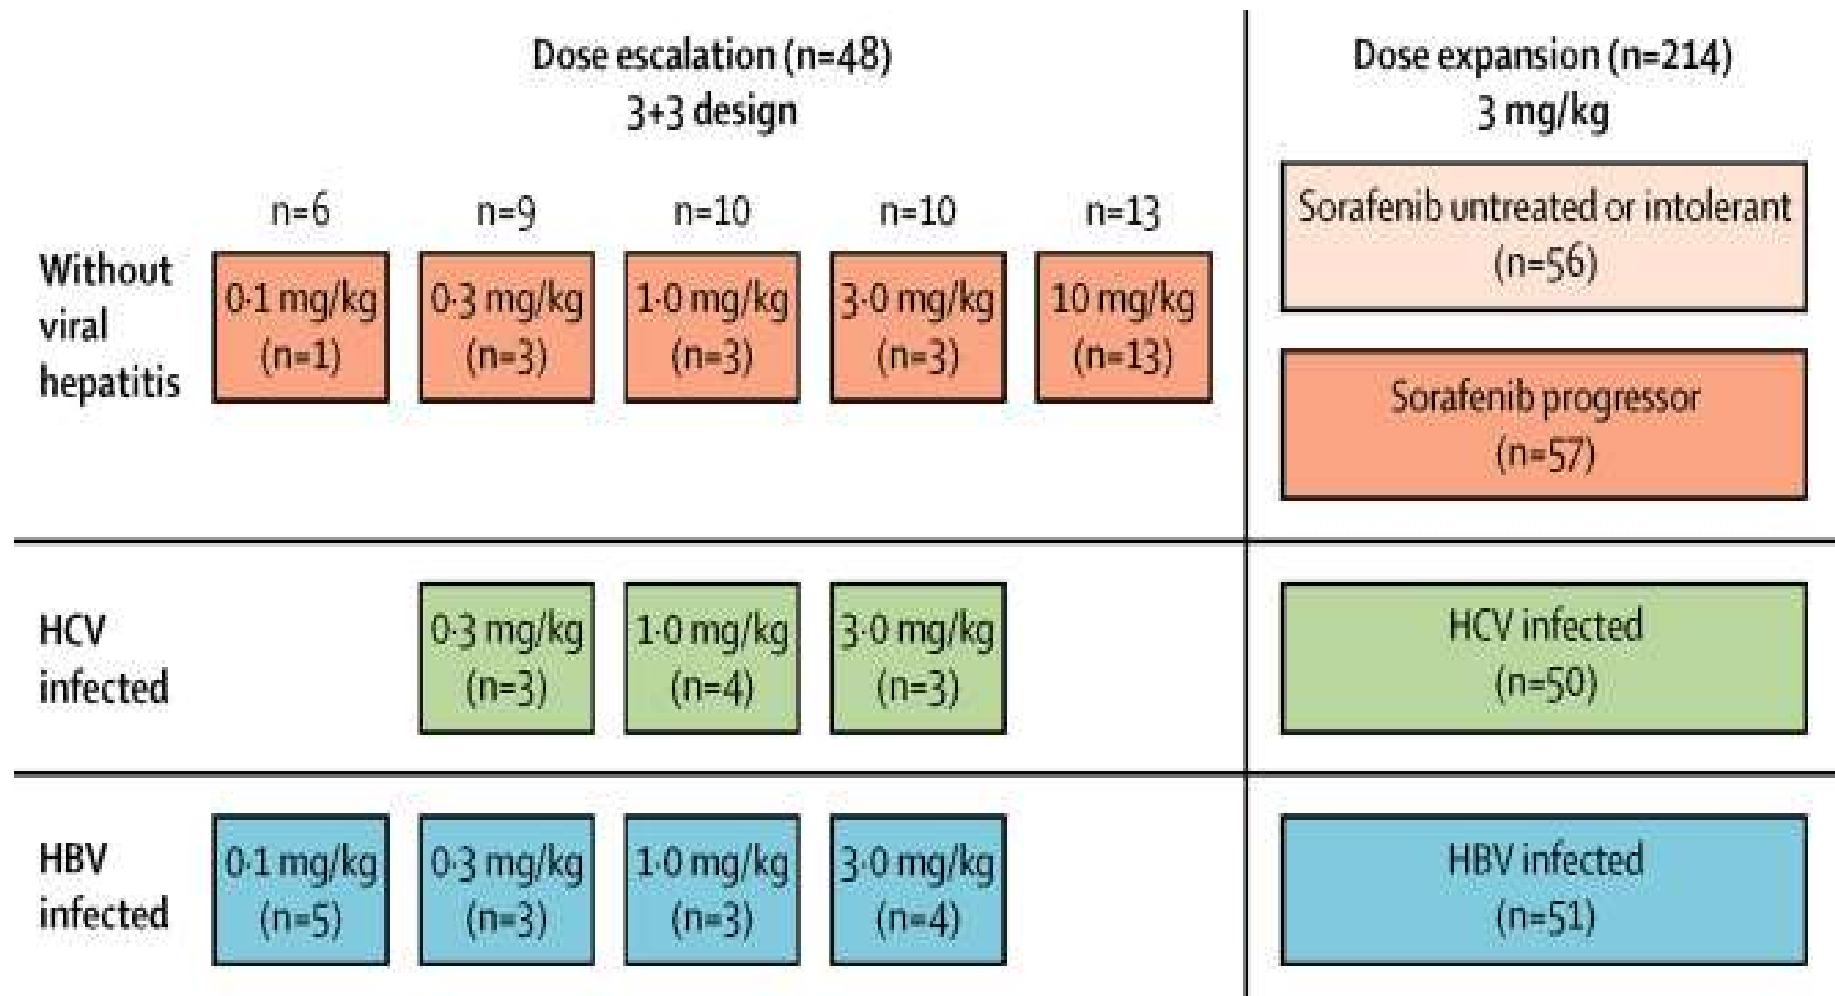 Dose escalation (n=48)
3+3 design
Dose expansion (n=214)
3 mg/kg
n=6
n=9
n=10
n=10
n=13
Without
viral
hepatitis
0·1 mg/kg
(n=1)
0·3 mg/kg
(n=3)
1·0 mg/kg
(n=3)
3·0 mg/kg
(n=3)
10 mg/kg
(n=13)
Sorafenib untreated or intolerant
(n=56)
Sorafenib progressor
(n=57)
HCV
infected
0·3 mg/kg
(n=3)
1·0 mg/kg
(n=4)
3·0 mg/kg
(n=3)
HCV infected
(n=50)
HBV
infected
0·1 mg/kg
(n=5)
0·3 mg/kg
(n=3)
1·0 mg/kg
(n=3)
3·0 mg/kg
(n=4)
HBV infected
(n=51)